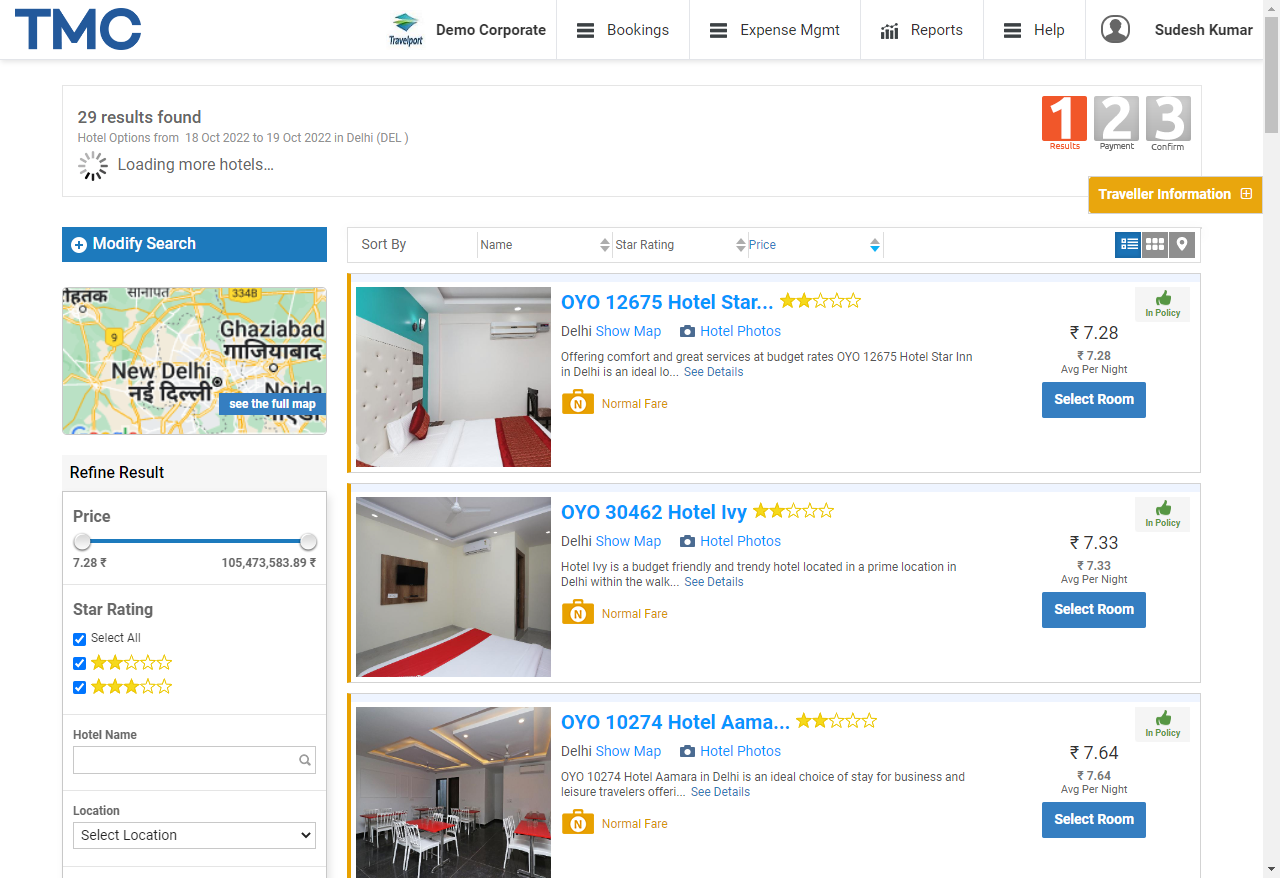 TMC
Travelport
Demo Corporate
Bookings
Expense Mgmt
Reports
Help
Sudesh Kumar
29 results found
Hotel Options from 18 Oct 2022 to 19 Oct 2022 in Delhi (DEL )
Loading more hotels...
1 2 3
Results Payment Confirm
Traveller Information
Modify Search
Sort By Name Star Rating Price
सोनीपत
334B
9
Ghaziabad
गाजियाबाद
New Delhi
नई दिल्ली
Noida
see the full map
Google
Refine Result
Price
7.28 ₹ 105,473,583.89 ₹
Star Rating
Select All
Hotel Name
Location
Select Location
OYO 12675 Hotel Star...
Delhi Show Map Hotel Photos
Offering comfort and great services at budget rates OYO 12675 Hotel Star Inn
in Delhi is an ideal lo... See Details
N Normal Fare
In Policy
₹ 7.28
₹ 7.28
Avg Per Night
Select Room
OYO 30462 Hotel Ivy
Delhi Show Map Hotel Photos
Hotel Ivy is a budget friendly and trendy hotel located in a prime location in
Delhi within the walk... See Details
N Normal Fare
In Policy
₹ 7.33
₹ 7.33
Avg Per Night
Select Room
OYO 10274 Hotel Aama...
Delhi Show Map Hotel Photos
OYO 10274 Hotel Aamara in Delhi is an ideal choice of stay for business and
leisure travelers offeri... See Details
N Normal Fare
In Policy
₹ 7.64
₹ 7.64
Avg Per Night
Select Room